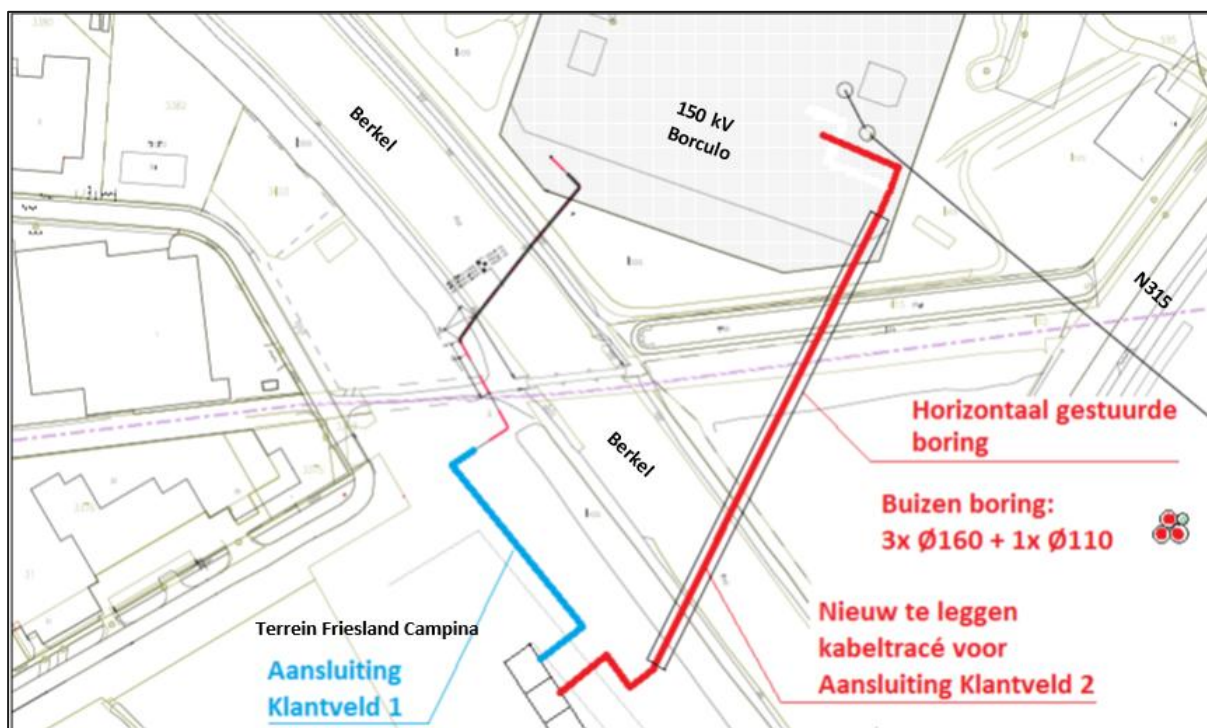 Berkel
150 kV
Borculo
N315
Horizontaal gestuurde
boring
Berkel
Buizen boring:
3x Ø160 + 1x Ø110
Nieuw te leggen
kabeltracé voor
Aansluiting Klantveld 2
Terrein Friesland Campina
Aansluiting
Klantveld 1